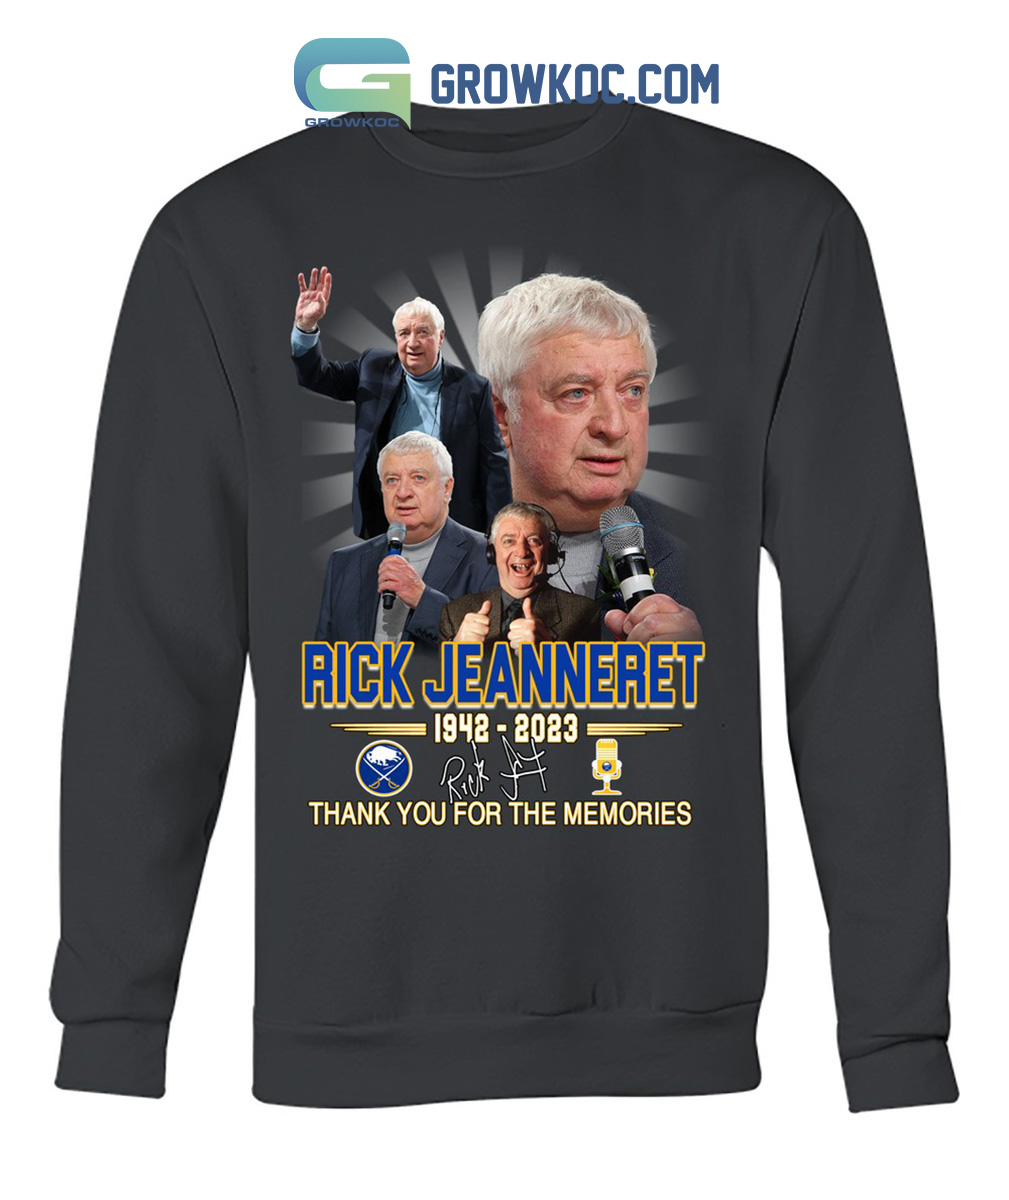 GROWKOC.COM
GROWKOC
RICK JEANNERET
1942 - 2023
Rick
THANK YOU FOR THE MEMORIES